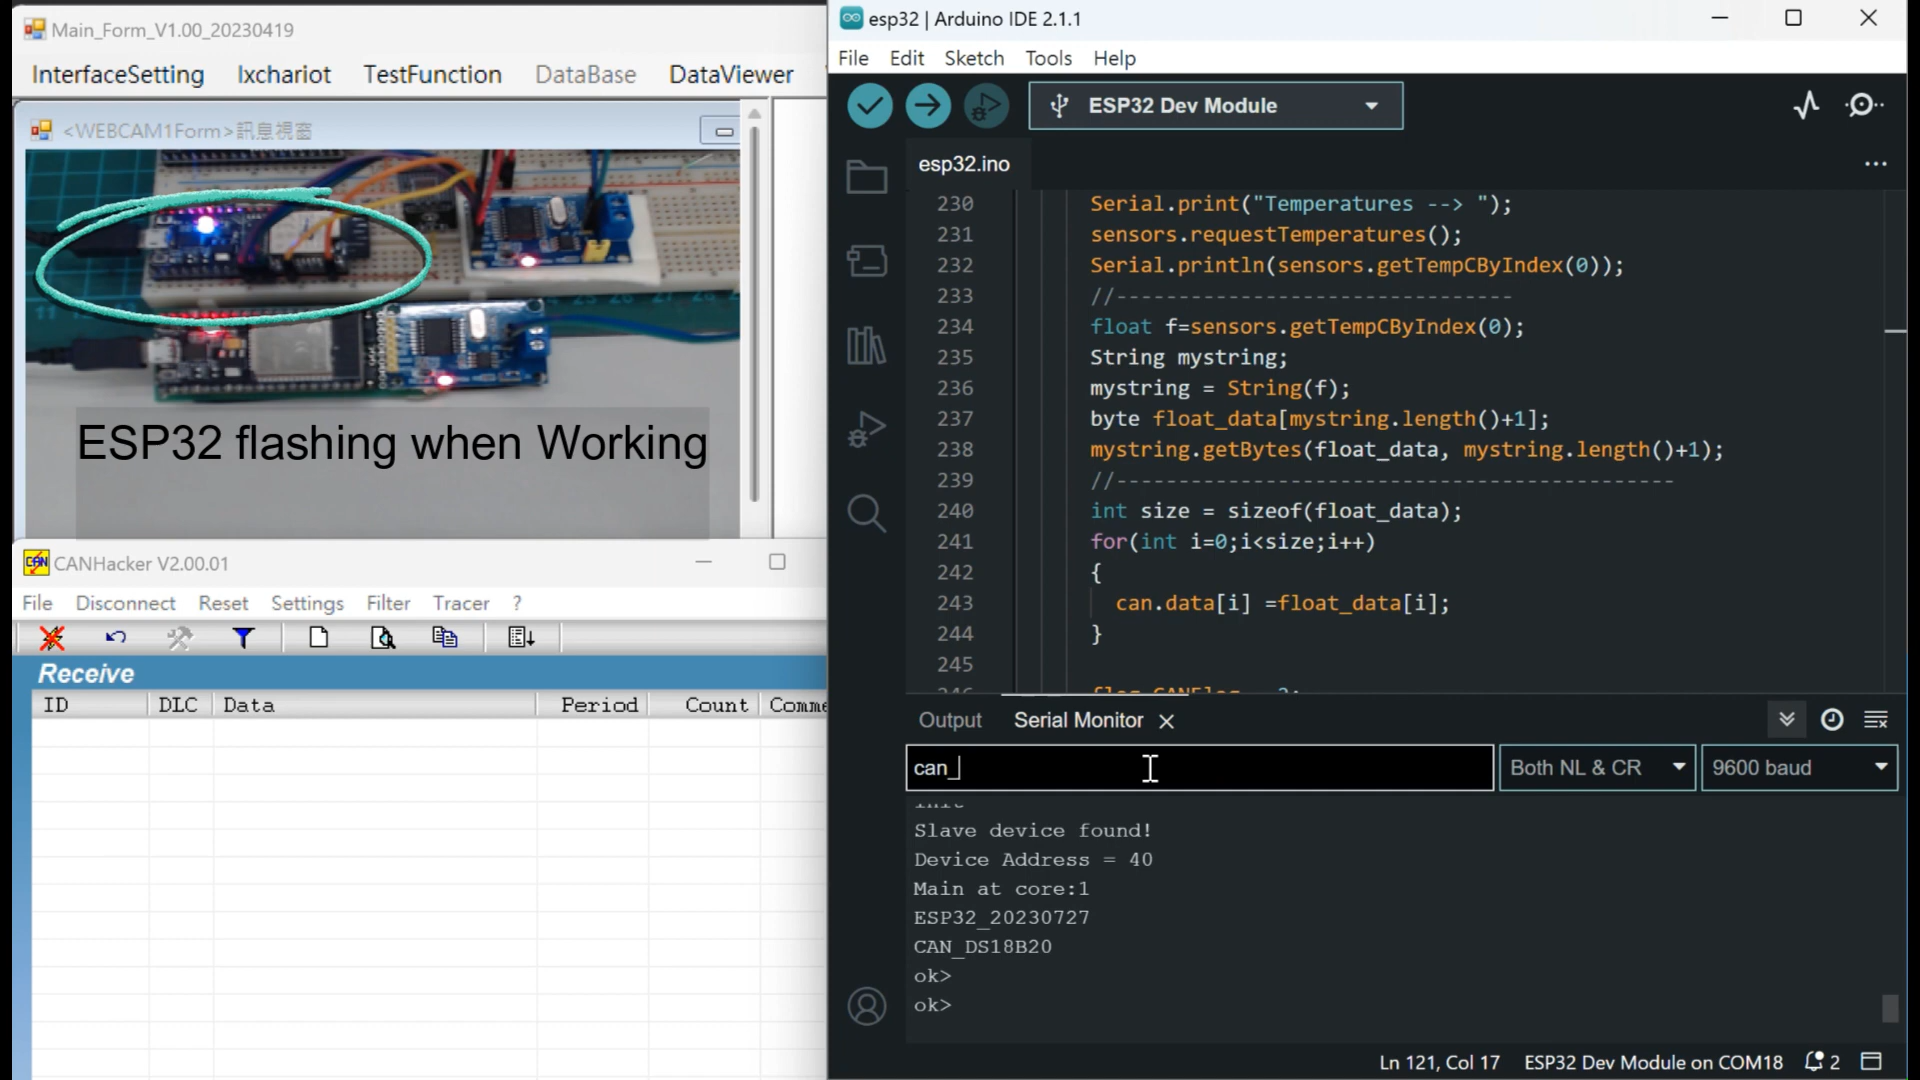 Main_Form_V1.00_20230419
InterfaceSetting Ixchariot TestFunction DataBase DataViewer
<WEBCAM1Form>訊息視窗
ESP32 flashing when Working
CANHacker V2.00.01
File Disconnect Reset Settings Filter Tracer ?
Receive
ID DLC Data Period Count Comme
esp32 | Arduino IDE 2.1.1
File Edit Sketch Tools Help
ESP32 Dev Module
esp32.ino
230 Serial.print("Temperatures --> ");
231 sensors.requestTemperatures();
232 Serial.println(sensors.getTempCByIndex(0));
233 //--------------------------------
234 float f=sensors.getTempCByIndex(0);
235 String mystring;
236 mystring = String(f);
237 byte float_data[mystring.length()+1];
238 mystring.getBytes(float_data, mystring.length()+1);
239 //---------------------------------------------
240 int size = sizeof(float_data);
241 for(int i=0;i<size;i++)
242 {
243 can.data[i] =float_data[i];
244 }
245
Output Serial Monitor
can_
Both NL & CR 9600 baud
Slave device found!
Device Address = 40
Main at core:1
ESP32_20230727
CAN_DS18B20
ok>
ok>
Ln 121, Col 17 ESP32 Dev Module on COM18 2